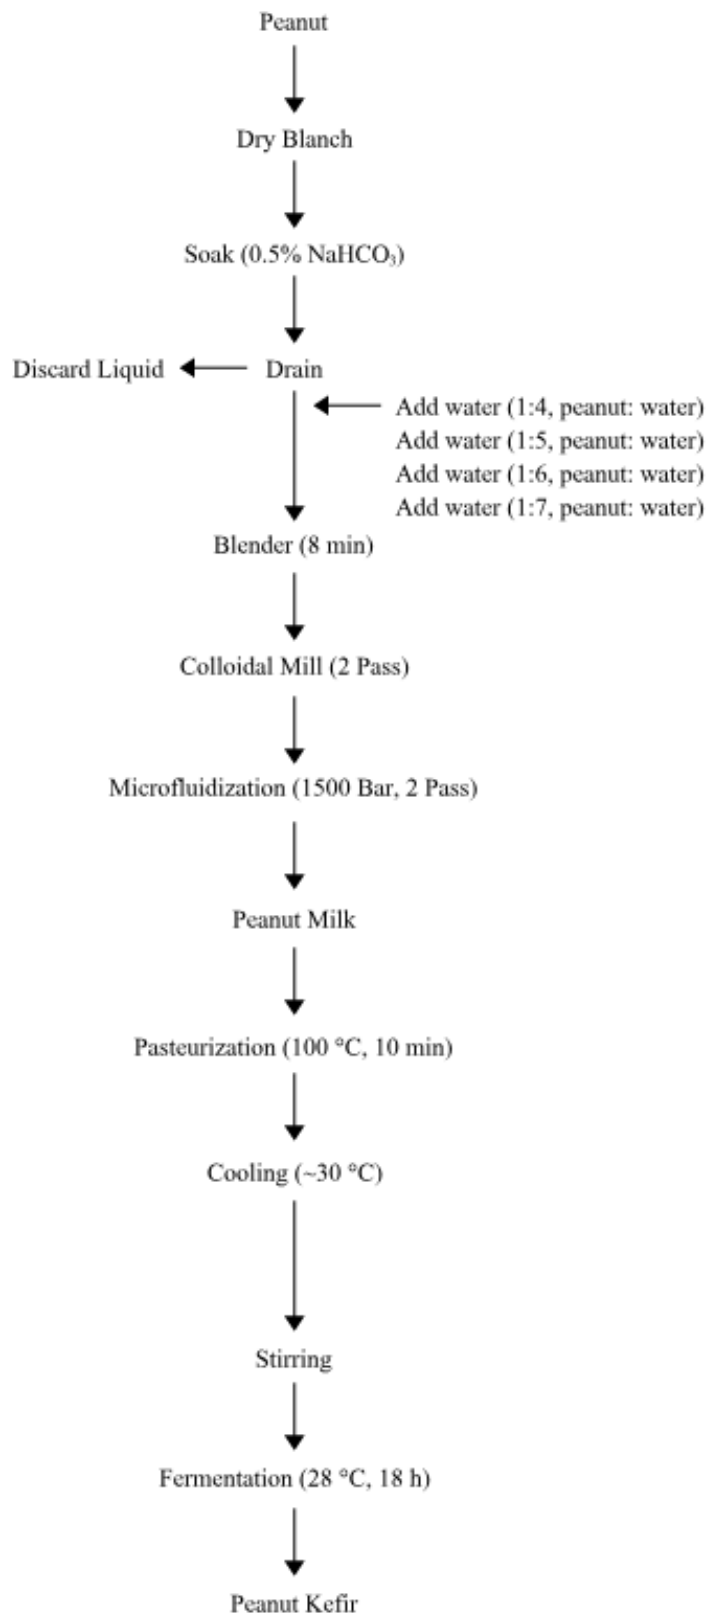 Peanut
Dry Blanch
Soak (0.5% NaHCO₃)
Discard Liquid
Drain
Add water (1:4, peanut: water)
Add water (1:5, peanut: water)
Add water (1:6, peanut: water)
Add water (1:7, peanut: water)
Blender (8 min)
Colloidal Mill (2 Pass)
Microfluidization (1500 Bar, 2 Pass)
Peanut Milk
Pasteurization (100 °C, 10 min)
Cooling (~30 °C)
Stirring
Fermentation (28 °C, 18 h)
Peanut Kefir